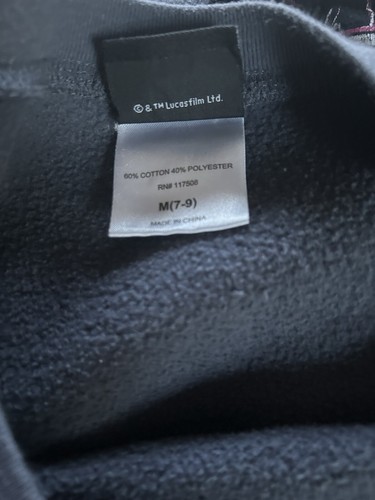 © & ™ Lucasfilm Ltd.
60% COTTON 40% POLYESTER
RN# 117506
M(7-9)
MADE IN CHINA